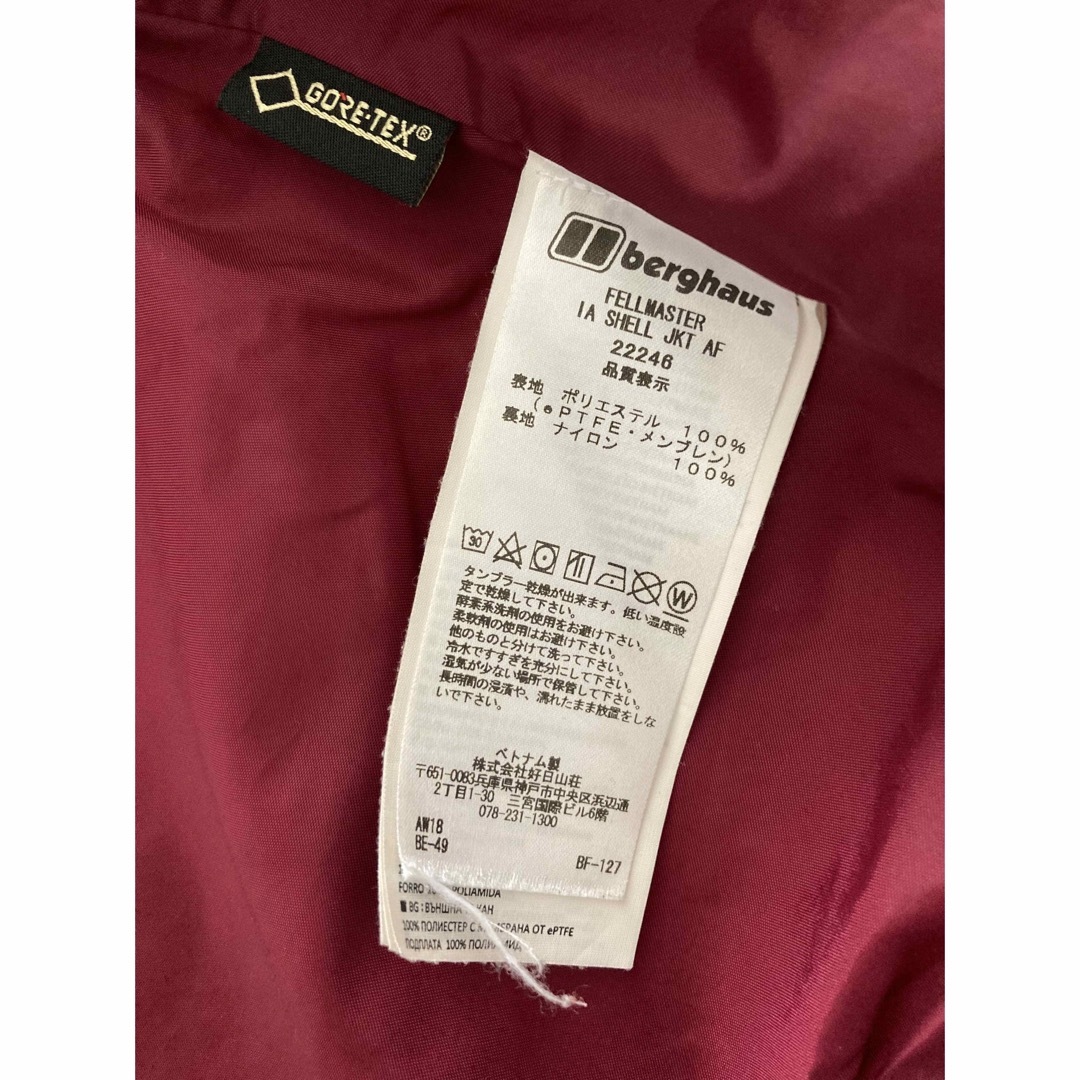 GORE-TEX®
berghaus
FELLMASTER
IA SHELL JKT AF
22246
品質表示
表地 ポリエステル 100%
(ePTFE・メンブレン)
裏地 ナイロン 100%
30
W
タンブラー乾燥が出来ます。低い温度設
定で乾燥して下さい。
酵素系洗剤の使用をお避け下さい。
柔軟剤の使用はお避け下さい。
他のものと分けて洗って下さい。
冷水ですすぎを充分にして下さい。
湿気が少ない場所で保管して下さい。
長時間の浸漬や、濡れたまま放置をしな
いで下さい。
ベトナム製
株式会社好日山荘
〒651-0083兵庫県神戸市中央区浜辺通
2丁目1-30 三宮国際ビル6階
078-231-1300
AW18
BE-49 BF-127
FORRO POLIAMIDA
BG: ВЪНШНА
100% ПОЛИЕСТЕР С ОТ ePTFE
ПОДПЛАТА 100%